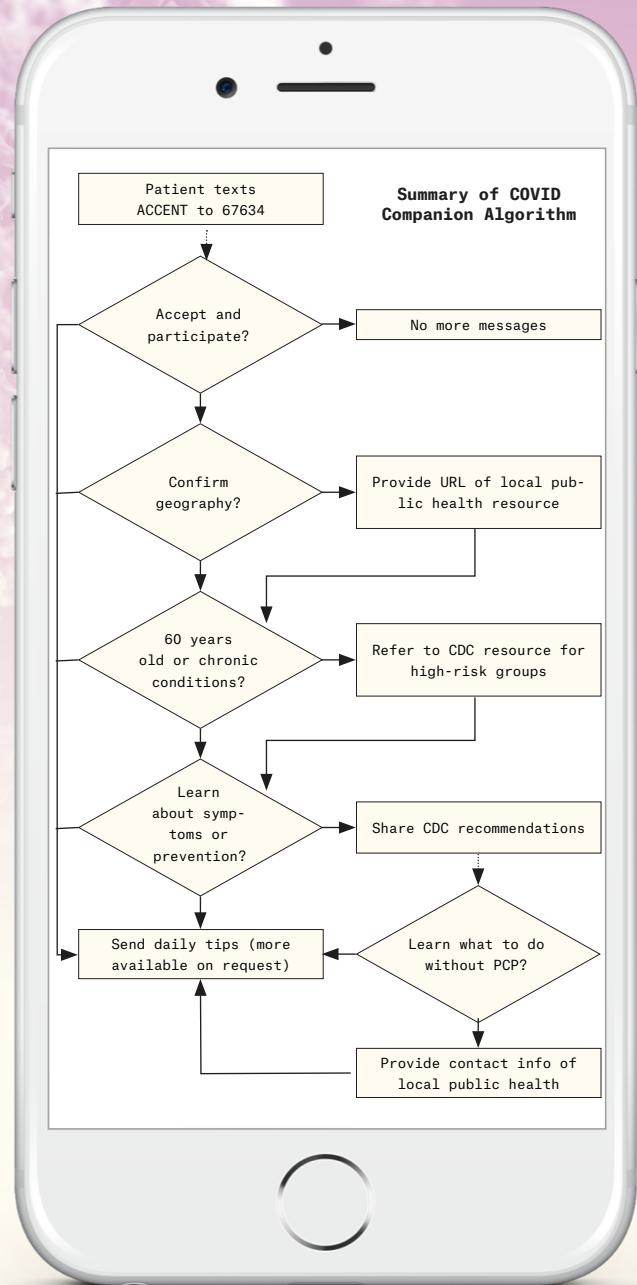 Patient texts
ACCENT to 67634
Summary of COVID
Companion Algorithm
Accept and
participate?
No more messages
Confirm
geography?
Provide URL of local pub-
lic health resource
60 years
old or chronic
conditions?
Refer to CDC resource for
high-risk groups
Learn
about symp-
toms or
prevention?
Share CDC recommendations
Send daily tips (more
available on request)
Learn what to do
without PCP?
Provide contact info of
local public health